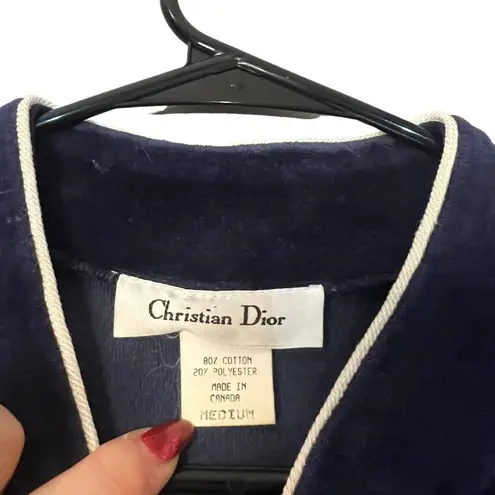 Christian Dior
80% COTTON
20% POLYESTER
MADE IN
CANADA
MEDIUM